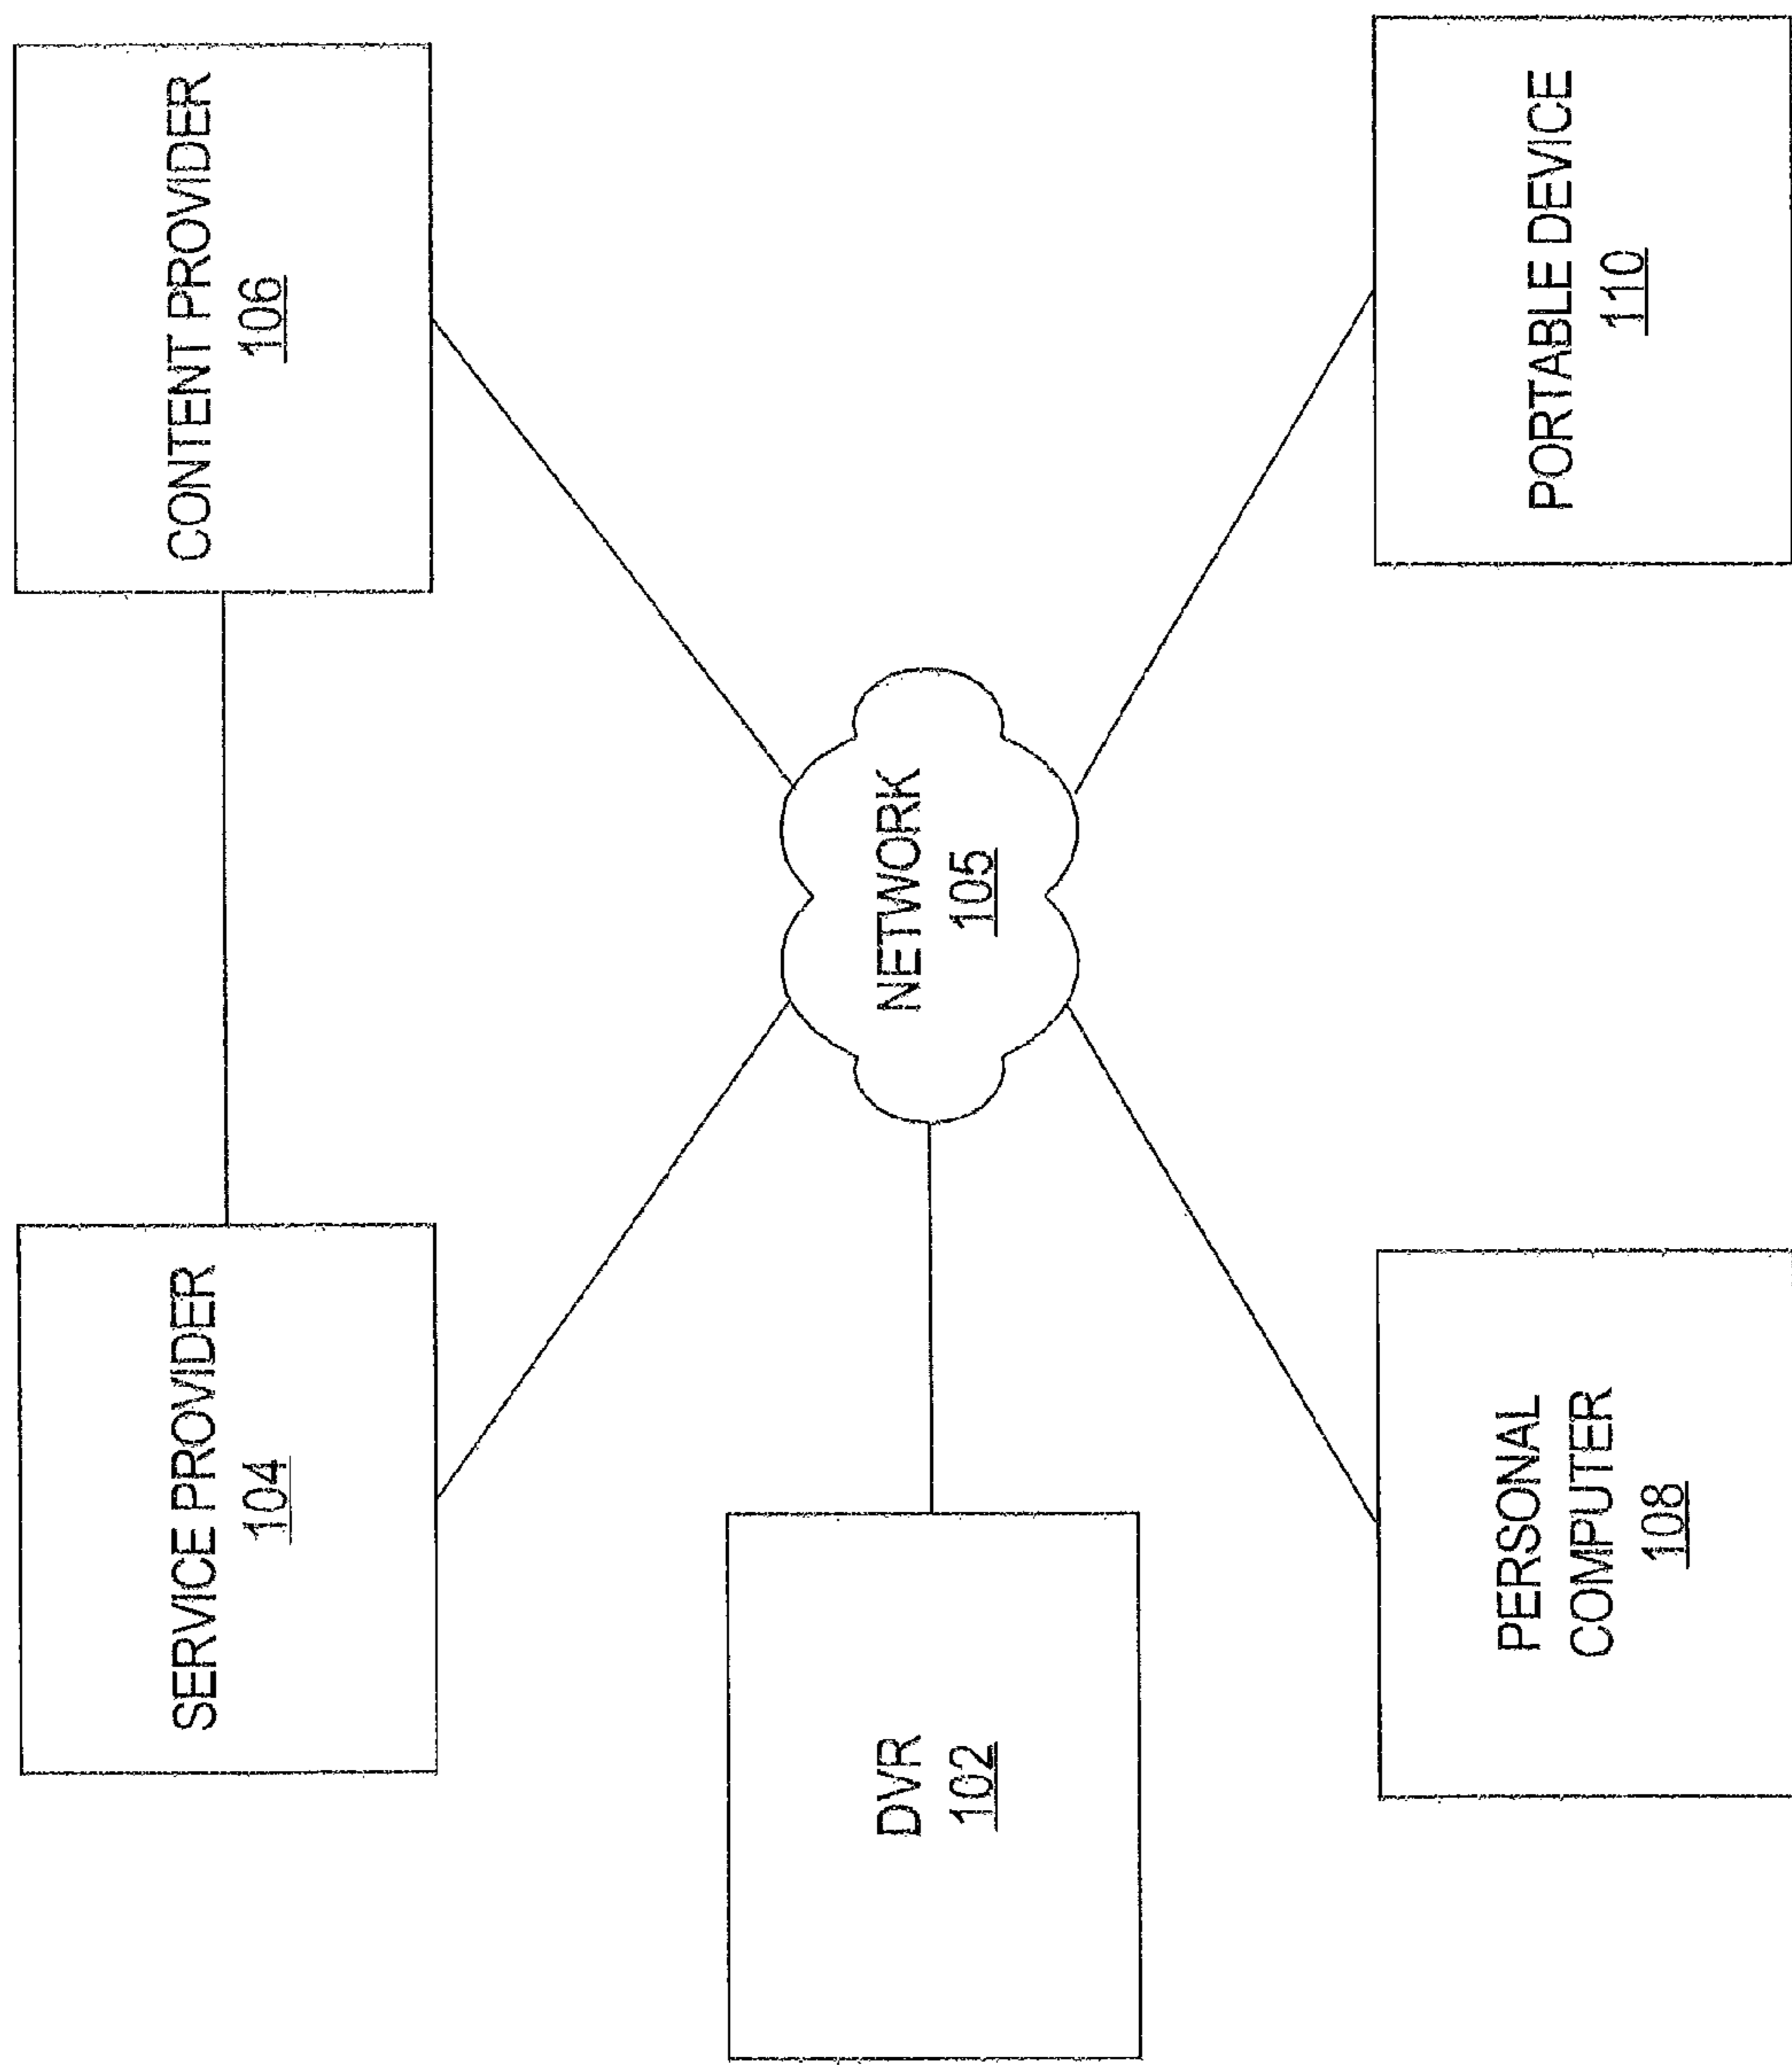 SERVICE PROVIDER
104
CONTENT PROVIDER
106
DVR
102
NETWORK
105
PERSONAL
COMPUTER
108
PORTABLE DEVICE
110